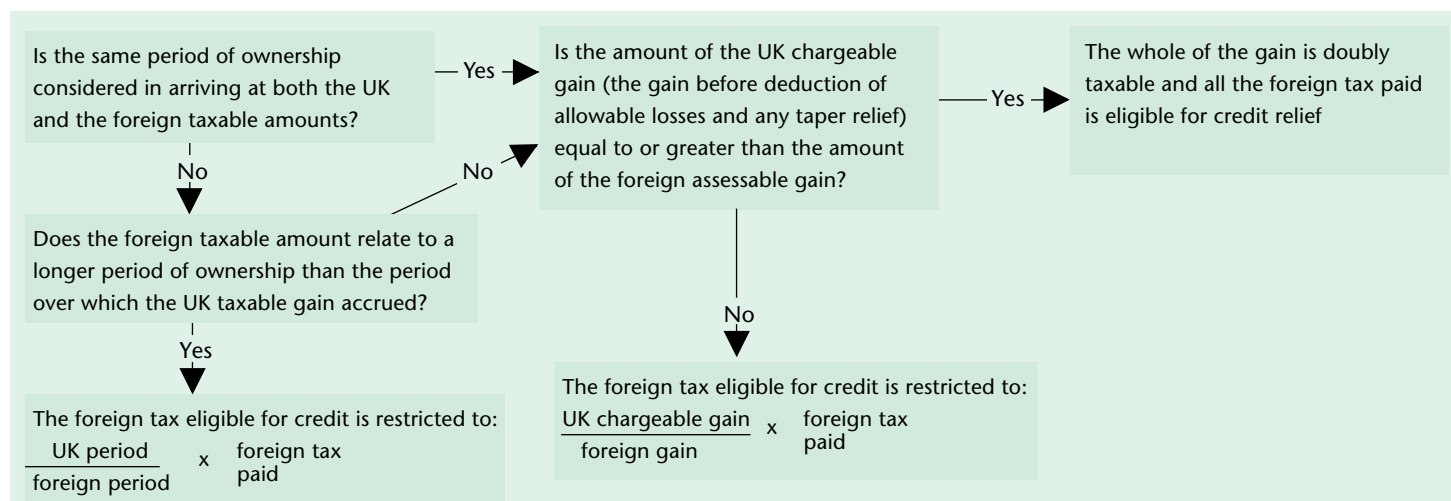 Is the same period of ownership
considered in arriving at both the UK
and the foreign taxable amounts?
Yes
Is the amount of the UK chargeable
gain (the gain before deduction of
allowable losses and any taper relief)
equal to or greater than the amount
of the foreign assessable gain?
Yes
The whole of the gain is doubly
taxable and all the foreign tax paid
is eligible for credit relief
No
No
Does the foreign taxable amount relate to a
longer period of ownership than the period
over which the UK taxable gain accrued?
Yes
No
The foreign tax eligible for credit is restricted to:
UK period
foreign period
x
foreign tax
paid
The foreign tax eligible for credit is restricted to:
UK chargeable gain
foreign gain
x
foreign tax
paid